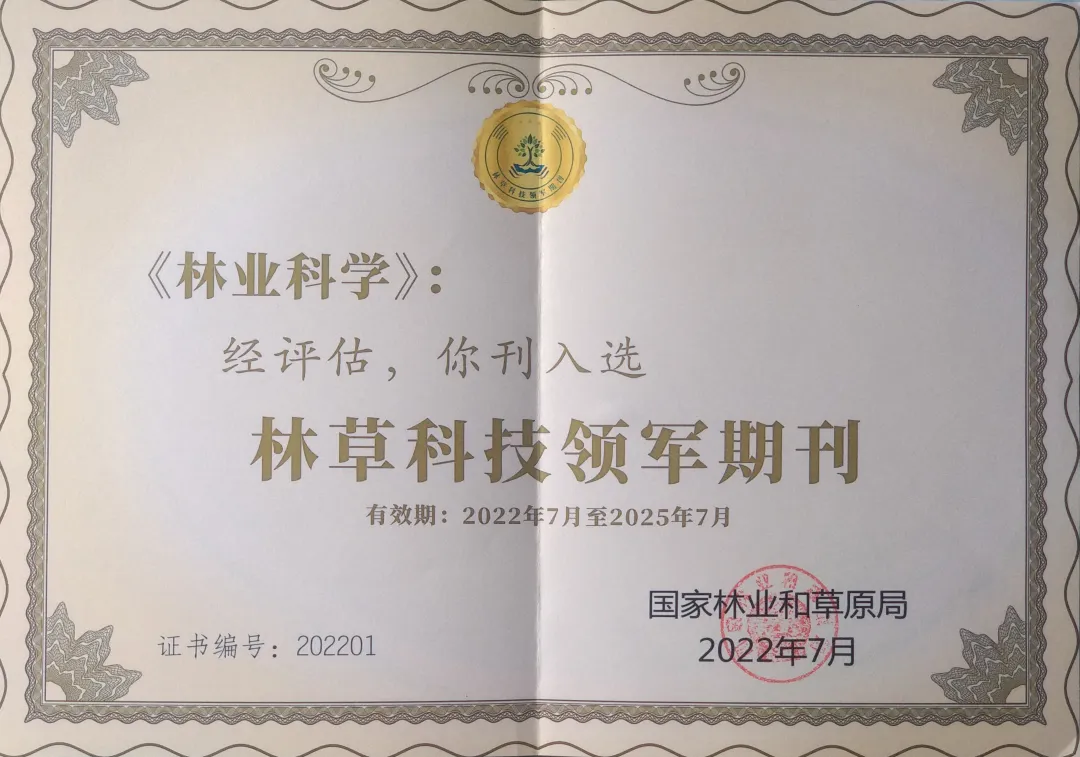 《林业科学》：
经评估，你刊入选
林草科技领军期刊
有效期：2022年7月至2025年7月
国家林业和草原局
2022年7月
证书编号：202201